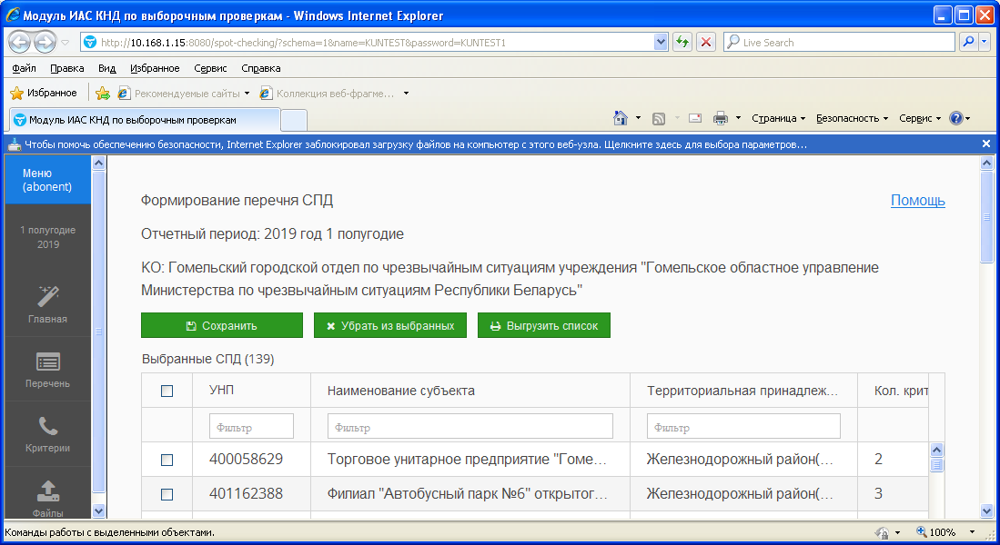 Модуль ИАС КНД по выборочным проверкам - Windows Internet Explorer
http://10.168.1.15:8080/spot-checking/?schema=1&name=KUNTEST&password=KUNTEST1
Live Search
Файл Правка Вид Избранное Сервис Справка
Избранное Рекомендуемые сайты Коллекция веб-фрагме...
Модуль ИАС КНД по выборочным проверкам
Страница Безопасность Сервис
Чтобы помочь обеспечению безопасности, Internet Explorer заблокировал загрузку файлов на компьютер с этого веб-узла. Щелкните здесь для выбора параметров...
Меню
(abonent)
1 полугодие
2019
Главная
Перечень
Критерии
Файлы
Формирование перечня СПД
Помощь
Отчетный период: 2019 год 1 полугодие
КО: Гомельский городской отдел по чрезвычайным ситуациям учреждения "Гомельское областное управление
Министерства по чрезвычайным ситуациям Республики Беларусь"
Сохранить Убрать из выбранных Выгрузить список
Выбранные СПД (139)
УНП Наименование субъекта Территориальная принадлеж... Кол. крит
Фильтр Фильтр Фильтр
400058629 Торговое унитарное предприятие "Гоме... Железнодорожный район(... 2
401162388 Филиал "Автобусный парк №6" открытог... Железнодорожный район(... 3
Команды работы с выделенными объектами.
100%